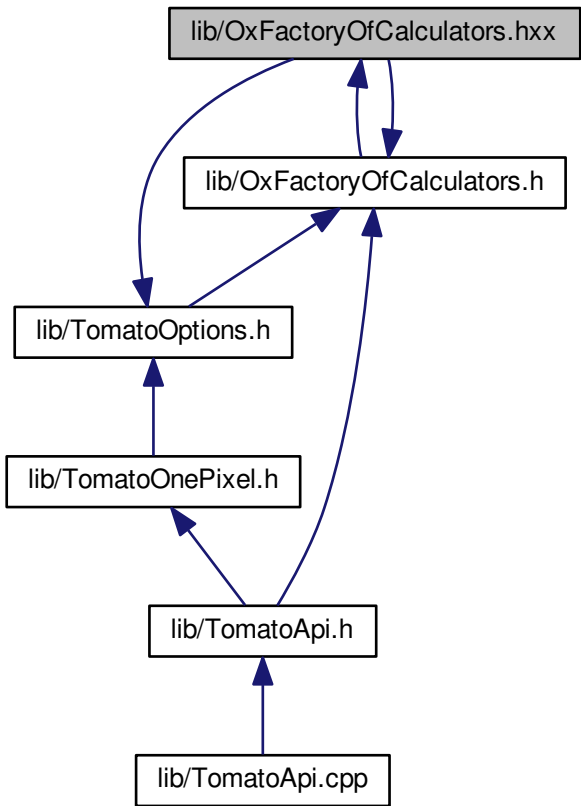 lib/OxFactoryOfCalculators.hxx
lib/OxFactoryOfCalculators.h
lib/TomatoOptions.h
lib/TomatoOnePixel.h
lib/TomatoApi.h
lib/TomatoApi.cpp